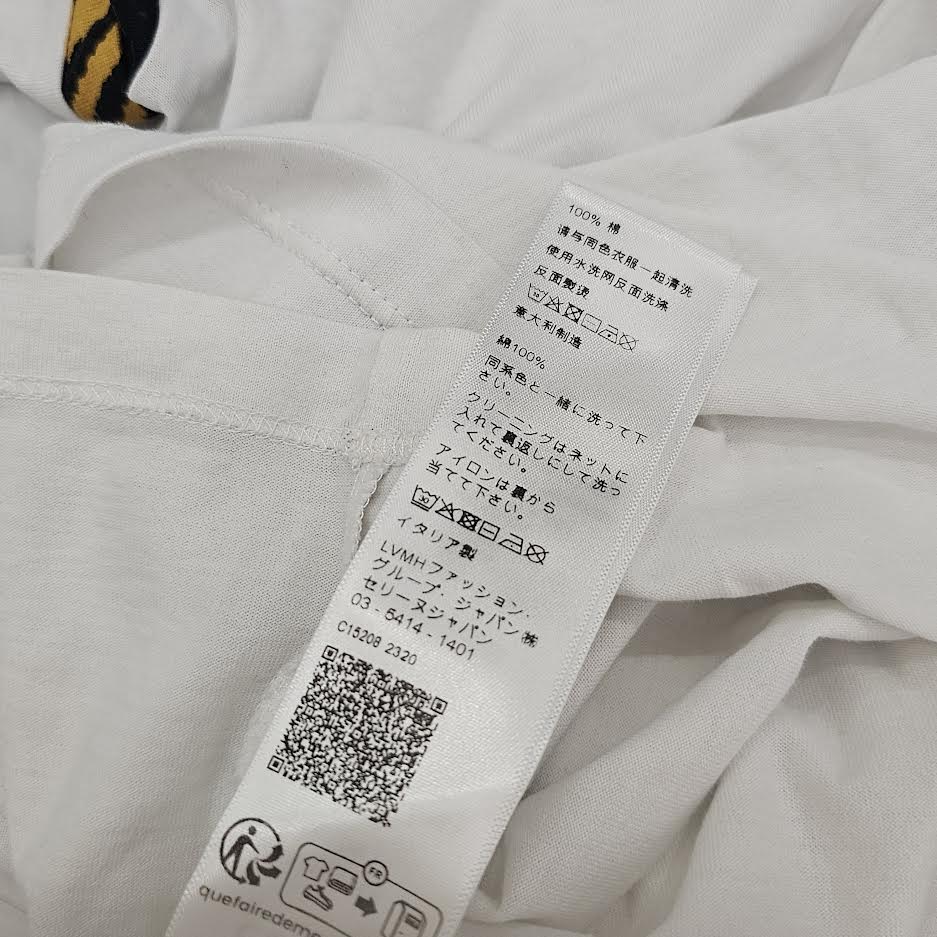 100% 棉
请与同色衣服一起清洗
使用水洗网反面洗涤
反面製烫
意大利制造
綿100%
同系色と一緒に洗って下
さい。
クリーニングはネットに
入れて裏返しにして洗っ
てください。
アイロンは裏から
当てて下さい。
イタリア製
LVMHファッション・
グループ・ジャパン㈱
セリーヌジャパン
03 - 5414 - 1401
C15208 2320
FR
quefairedeme